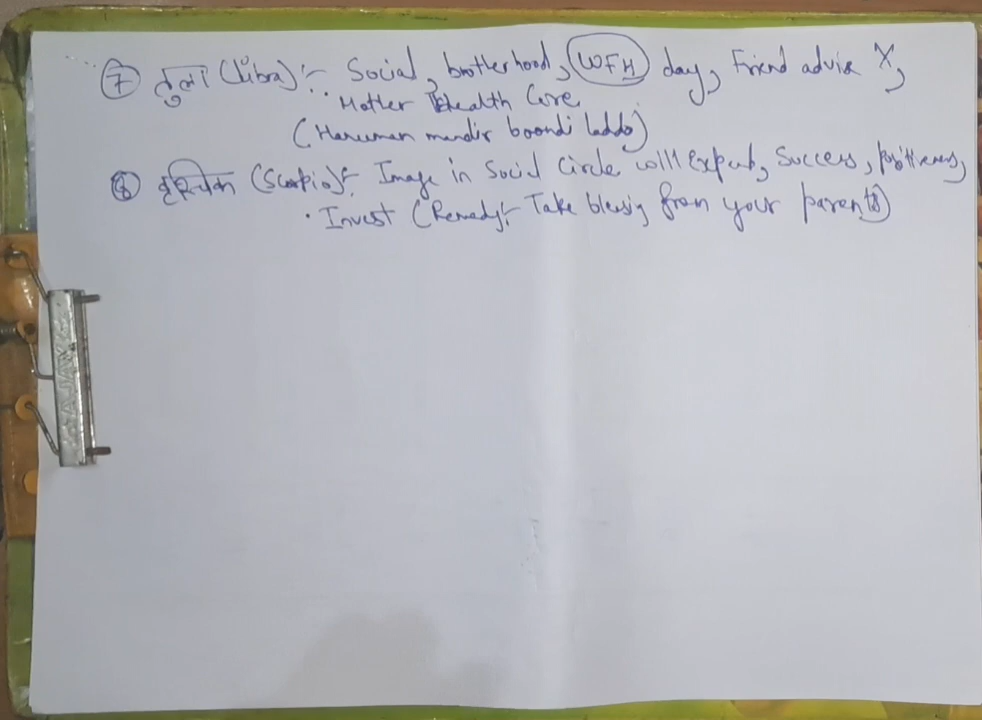 ⑦ तुला (Libra):- Social, brotherhood, WFH day, Friend advice X,
Mother Health Care
(Hanuman mandir boondi laddo)
⑧ वृश्चिक (Scorpio):- Image in Social Circle will Expand, Success, positiveness,
• Invest (Remedy:- Take blessing from your parents)
AJAY